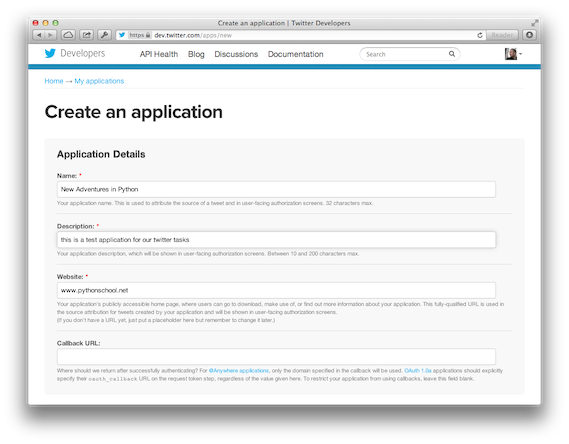 Create an application | Twitter Developers
https dev.twitter.com/apps/new
Reader
Developers API Health Blog Discussions Documentation Search
Home → My applications
Create an application
Application Details
Name: *
New Adventures in Python
Your application name. This is used to attribute the source of a tweet and in user-facing authorization screens. 32 characters max.
Description: *
this is a test application for our twitter tasks
Your application description, which will be shown in user-facing authorization screens. Between 10 and 200 characters max.
Website: *
www.pythonschool.net
Your application's publicly accessible home page, where users can go to download, make use of, or find out more information about your application. This fully-qualified URL is used in
the source attribution for tweets created by your application and will be shown in user-facing authorization screens.
(If you don't have a URL yet, just put a placeholder here but remember to change it later.)
Callback URL:
Where should we return after successfully authenticating? For @Anywhere applications, only the domain specified in the callback will be used. OAuth 1.0a applications should explicitly
specify their oauth_callback URL on the request token step, regardless of the value given here. To restrict your application from using callbacks, leave this field blank.